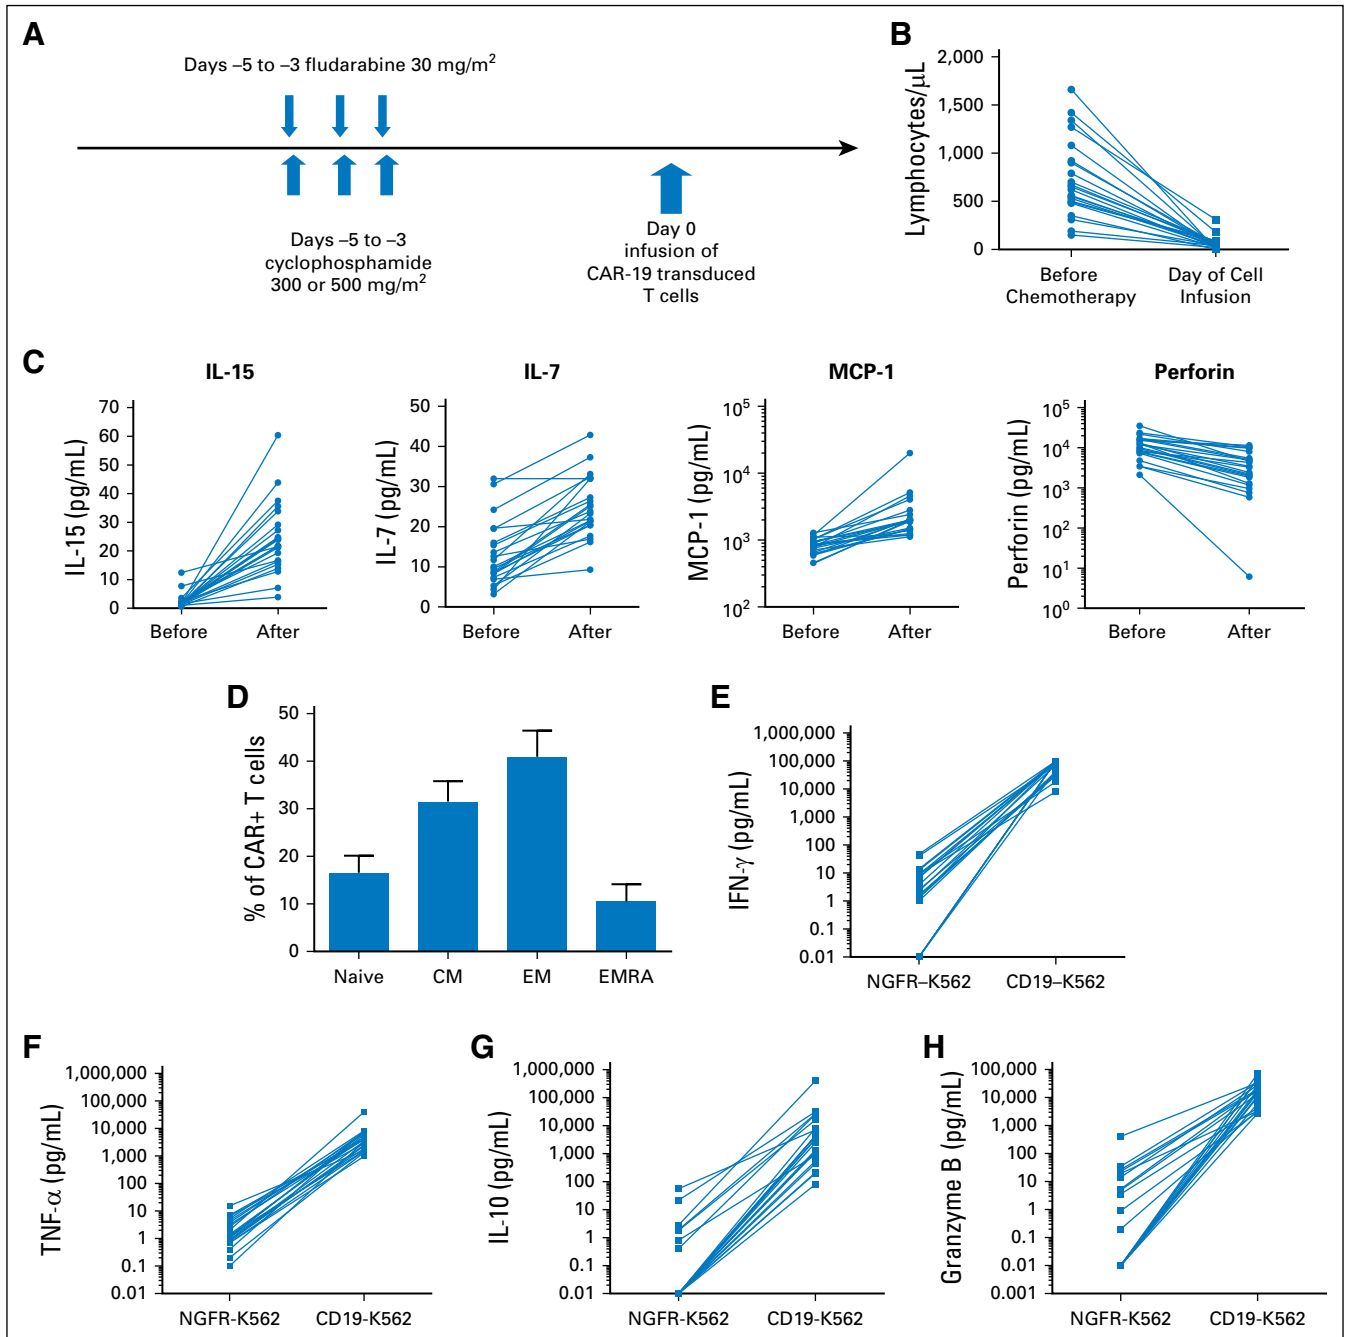 A
Days –5 to –3 fludarabine 30 mg/m2
Days –5 to –3
cyclophosphamide
300 or 500 mg/m2
Day 0
infusion of
CAR-19 transduced
T cells
B
Lymphocytes/μL
2,000
1,500
1,000
500
0
Before
Chemotherapy
Day of Cell
Infusion
C
IL-15
IL-15 (pg/mL)
70
60
50
40
30
20
10
0
Before
After
IL-7
IL-7 (pg/mL)
50
40
30
20
10
0
Before
After
MCP-1
MCP-1 (pg/mL)
105
104
103
102
Before
After
Perforin
Perforin (pg/mL)
105
104
103
102
101
100
Before
After
D
% of CAR+ T cells
50
40
30
20
10
0
Naive
CM
EM
EMRA
E
IFN-γ (pg/mL)
1,000,000
100,000
10,000
1,000
100
10
1
0.1
0.01
NGFR–K562
CD19–K562
F
TNF-α (pg/mL)
1,000,000
100,000
10,000
1,000
100
10
1
0.1
0.01
NGFR-K562
CD19-K562
G
IL-10 (pg/mL)
1,000,000
100,000
10,000
1,000
100
10
1
0.1
0.01
NGFR-K562
CD19-K562
H
Granzyme B (pg/mL)
100,000
10,000
1,000
100
10
1
0.1
0.01
0.001
NGFR-K562
CD19-K562